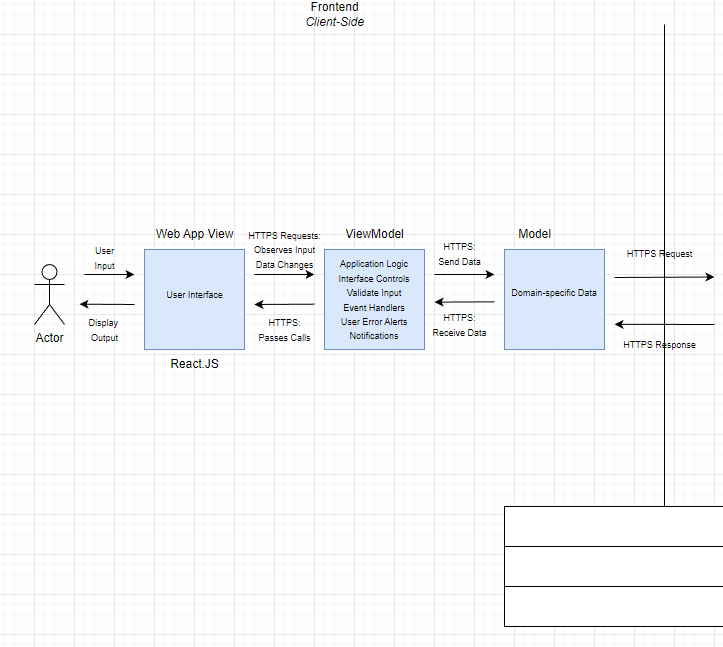 Frontend
Client-Side
Web App View
ViewModel
Model
User
Input
HTTPS Requests:
Observes Input
Data Changes
HTTPS:
Send Data
HTTPS Request
User Interface
Application Logic
Interface Controls
Validate Input
Event Handlers
User Error Alerts
Notifications
Domain-specific Data
Display
Output
HTTPS:
Passes Calls
HTTPS:
Receive Data
HTTPS Response
Actor
React.JS